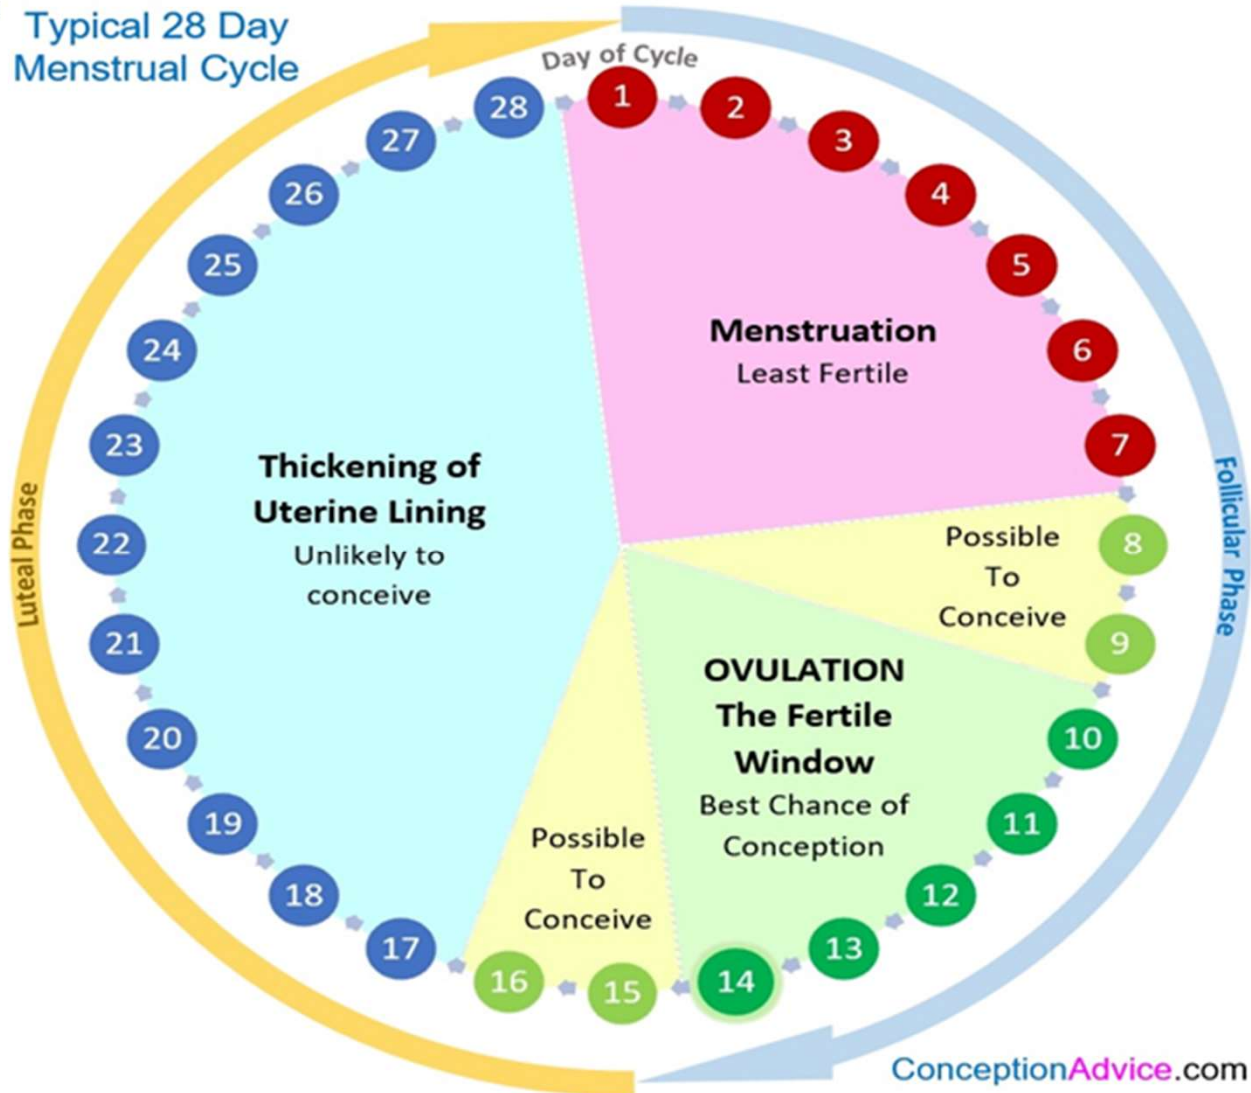 Typical 28 Day
Menstrual Cycle
Day of Cycle
1
2
3
4
5
6
7
8
9
10
11
12
13
14
15
16
17
18
19
20
21
22
23
24
25
26
27
28
Menstruation
Least Fertile
Possible
To
Conceive
OVULATION
The Fertile
Window
Best Chance of
Conception
Possible
To
Conceive
Thickening of
Uterine Lining
Unlikely to
conceive
Follicular Phase
Luteal Phase
ConceptionAdvice.com